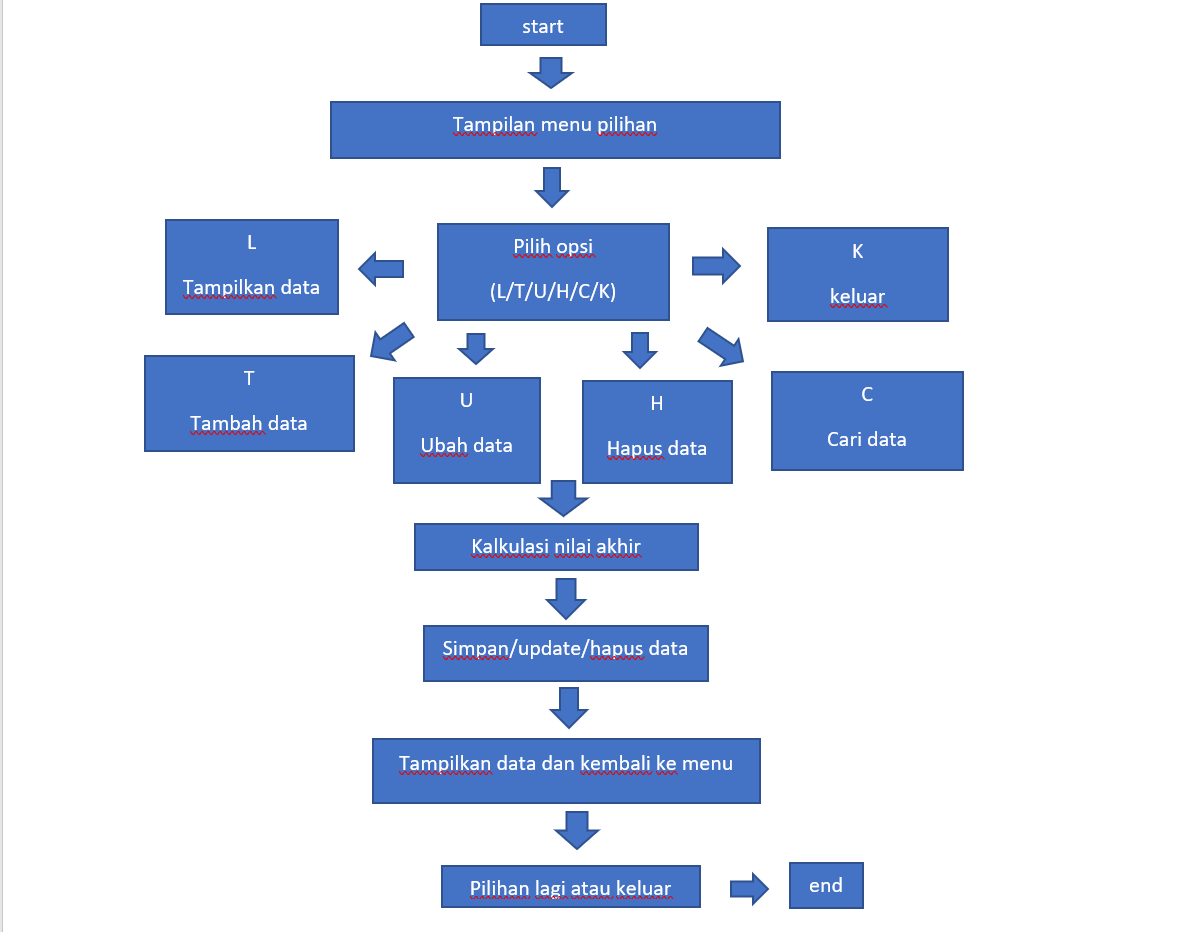 start
Tampilan menu pilihan
Pilih opsi
(L/T/U/H/C/K)
L
Tampilkan data
K
keluar
T
Tambah data
U
Ubah data
H
Hapus data
C
Cari data
Kalkulasi nilai akhir
Simpan/update/hapus data
Tampilkan data dan kembali ke menu
Pilihan lagi atau keluar
end